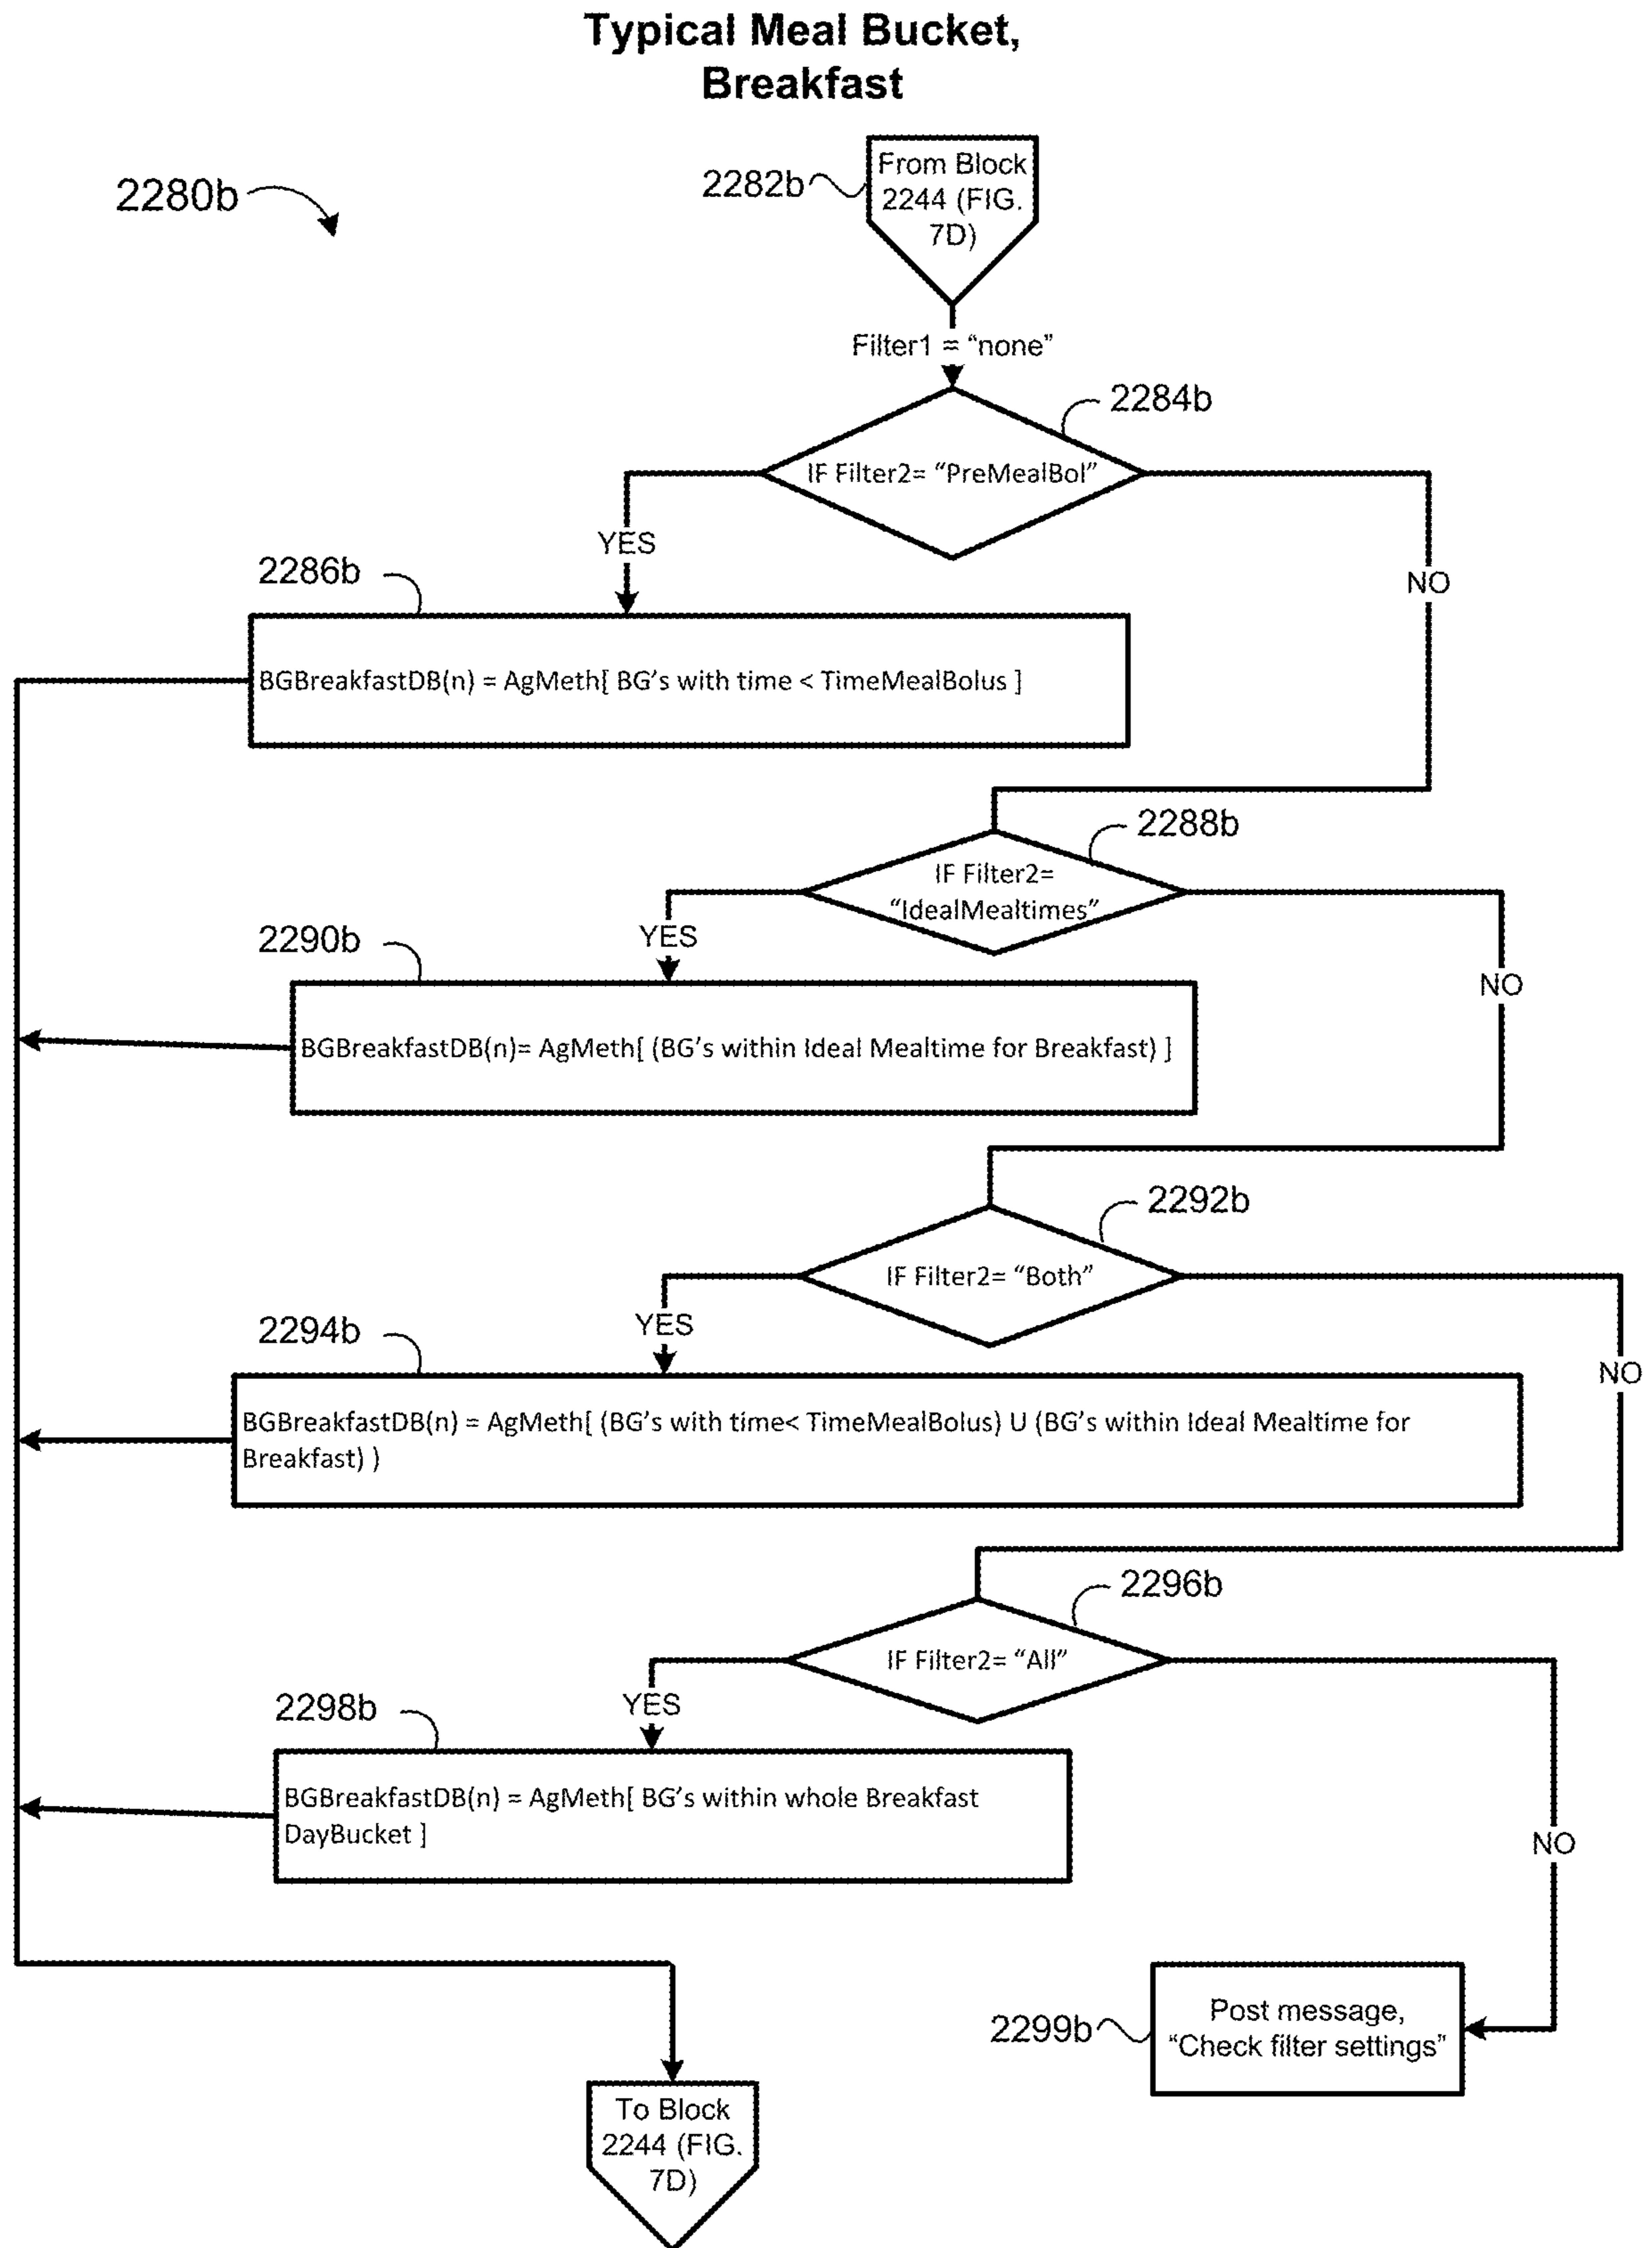 Typical Meal Bucket,
Breakfast
2280b
2282b
From Block
2244 (FIG.
7D)
Filter1 = “none”
2284b
IF Filter2= “PreMealBol”
YES
NO
2286b
BGBreakfastDB(n) = AgMeth[ BG’s with time < TimeMealBolus ]
2288b
IF Filter2=
“IdealMealtimes”
YES
NO
2290b
BGBreakfastDB(n)= AgMeth[ (BG’s within Ideal Mealtime for Breakfast) ]
2292b
IF Filter2= “Both”
YES
NO
2294b
BGBreakfastDB(n) = AgMeth[ (BG’s with time< TimeMealBolus) U (BG’s within Ideal Mealtime for
Breakfast) )
2296b
IF Filter2= “All”
YES
NO
2298b
BGBreakfastDB(n) = AgMeth[ BG’s within whole Breakfast
DayBucket ]
2299b
Post message,
“Check filter settings”
To Block
2244 (FIG.
7D)